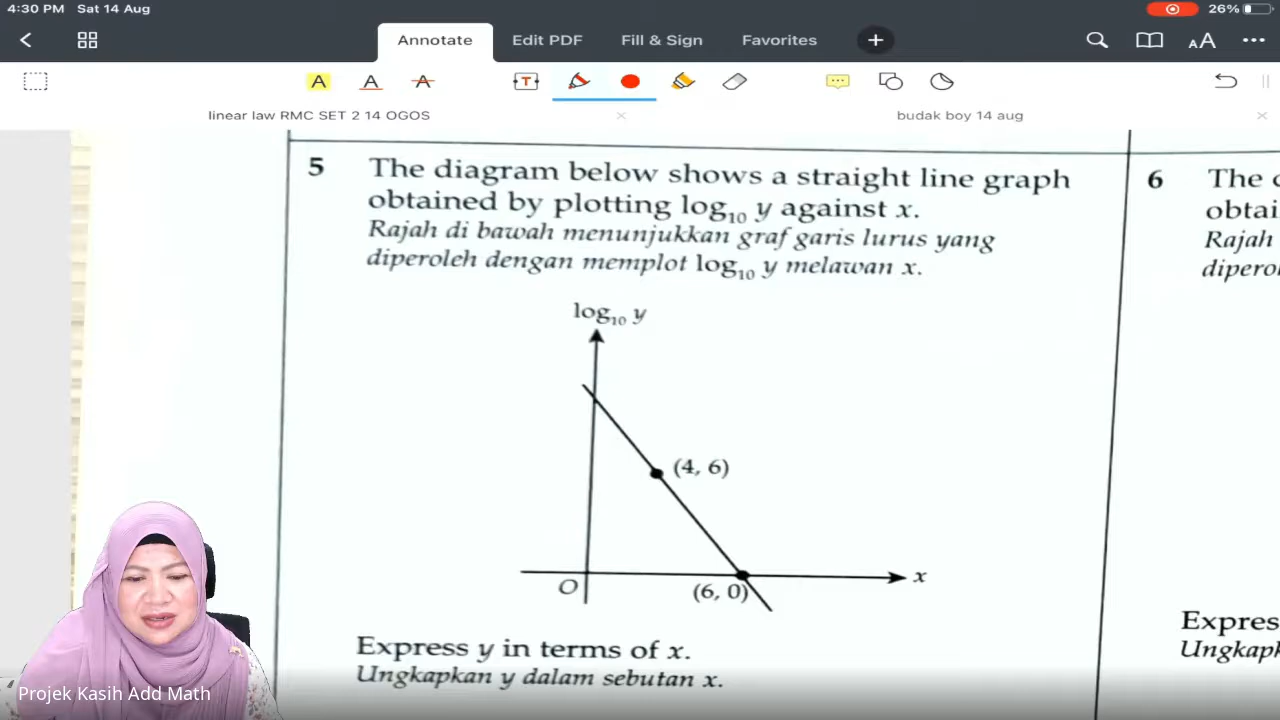 4:30 PM Sat 14 Aug
26%
Annotate
Edit PDF
Fill & Sign
Favorites
linear law RMC SET 2 14 OGOS
budak boy 14 aug
5 The diagram below shows a straight line graph
obtained by plotting log₁₀ y against x.
Rajah di bawah menunjukkan graf garis lurus yang
diperoleh dengan memplot log₁₀ y melawan x.
log₁₀ y
(4, 6)
O
(6, 0)
x
Express y in terms of x.
Ungkapkan y dalam sebutan x.
6 The
obtai
Rajah
diperol
Expres
Ungkapk
Projek Kasih Add Math